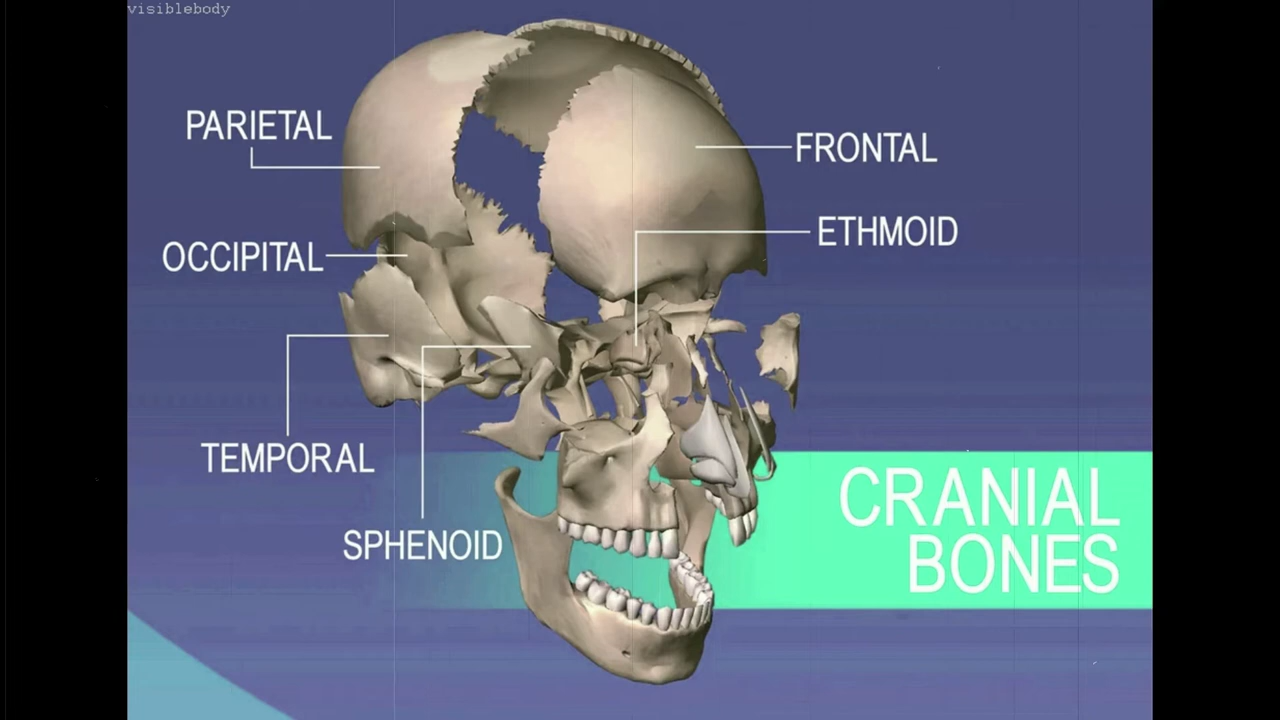 visiblebody
PARIETAL
FRONTAL
ETHMOID
OCCIPITAL
TEMPORAL
SPHENOID
CRANIAL
BONES